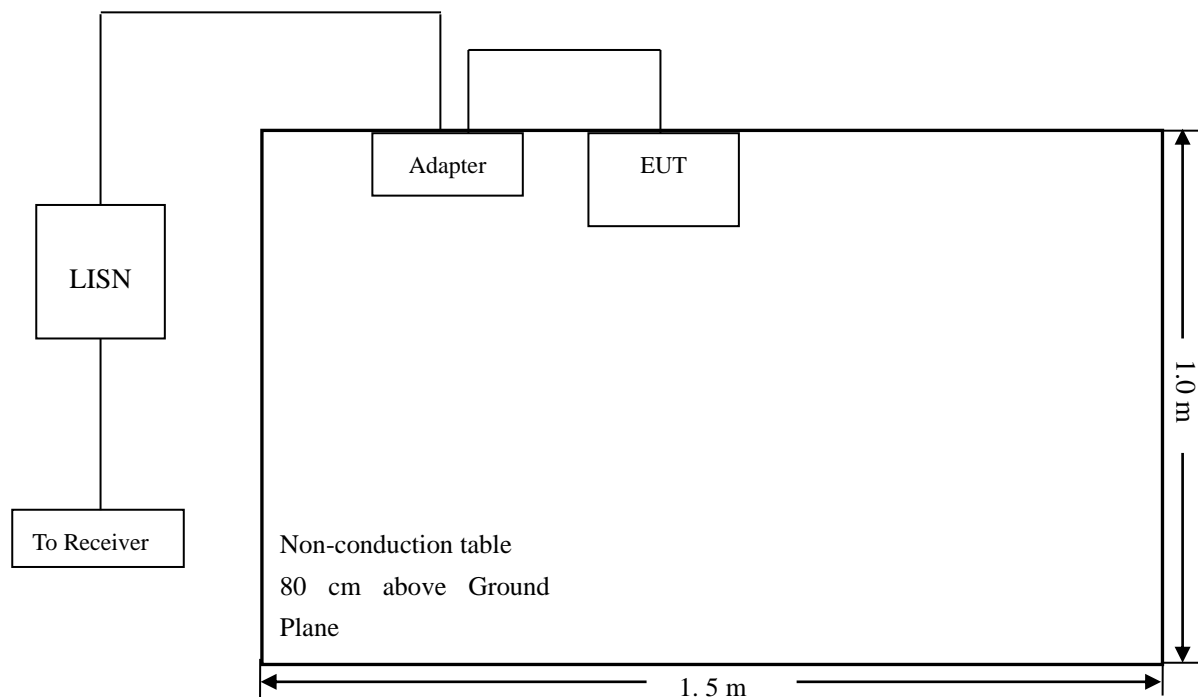 Adapter
EUT
LISN
1.0 m
To Receiver
Non-conduction table
80 cm above Ground
Plane
1. 5 m